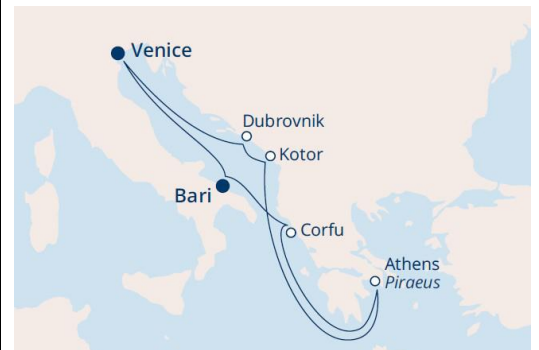 Venice
Dubrovnik
Kotor
Bari
Corfu
Athens
Piraeus